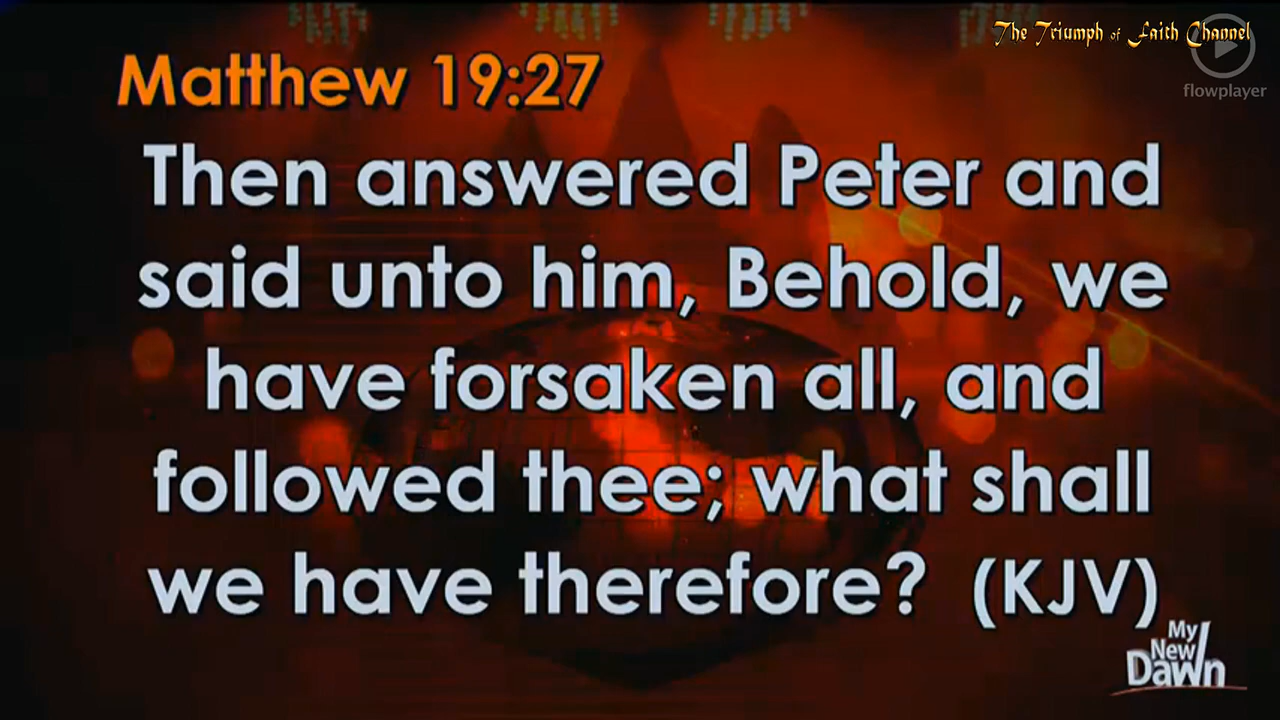 The Triumph of Faith Channel
flowplayer
Matthew 19:27
Then answered Peter and
said unto him, Behold, we
have forsaken all, and
followed thee; what shall
we have therefore? (KJV)
My
New
Dawn